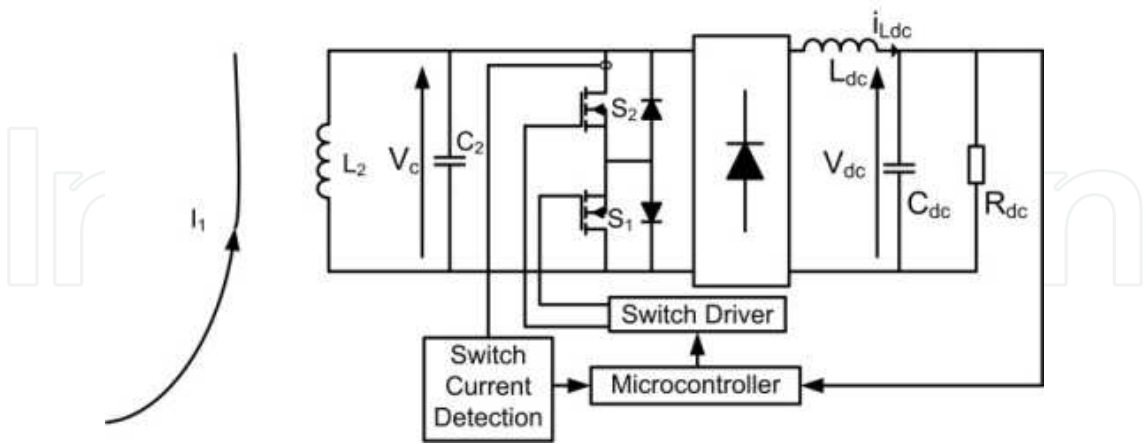 I1
L2
Vc
C2
S2
S1
iLdc
Ldc
Vdc
Cdc
Rdc
Switch Driver
Switch
Current
Detection
Microcontroller